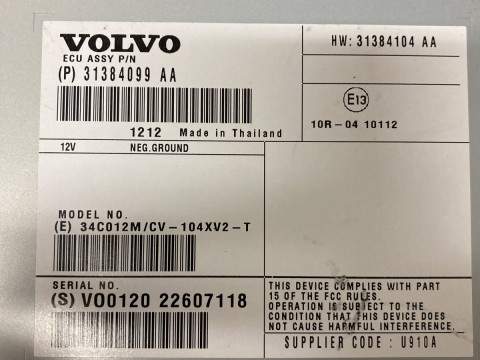 VOLVO
ECU ASSY P/N
(P) 31384099 AA
1212 Made in Thailand
HW: 31384104 AA
E13
10R-04 10112
12V NEG.GROUND
MODEL NO.
(E) 34C012M/CV-104XV2-T
SERIAL NO.
(S) VO0120 22607118
THIS DEVICE COMPLIES WITH PART
15 OF THE FCC RULES.
OPERATION IS SUBJECT TO THE
CONDITION THAT THIS DEVICE DOES
NOT CAUSE HARMFUL INTERFERENCE.
SUPPLIER CODE : U910A